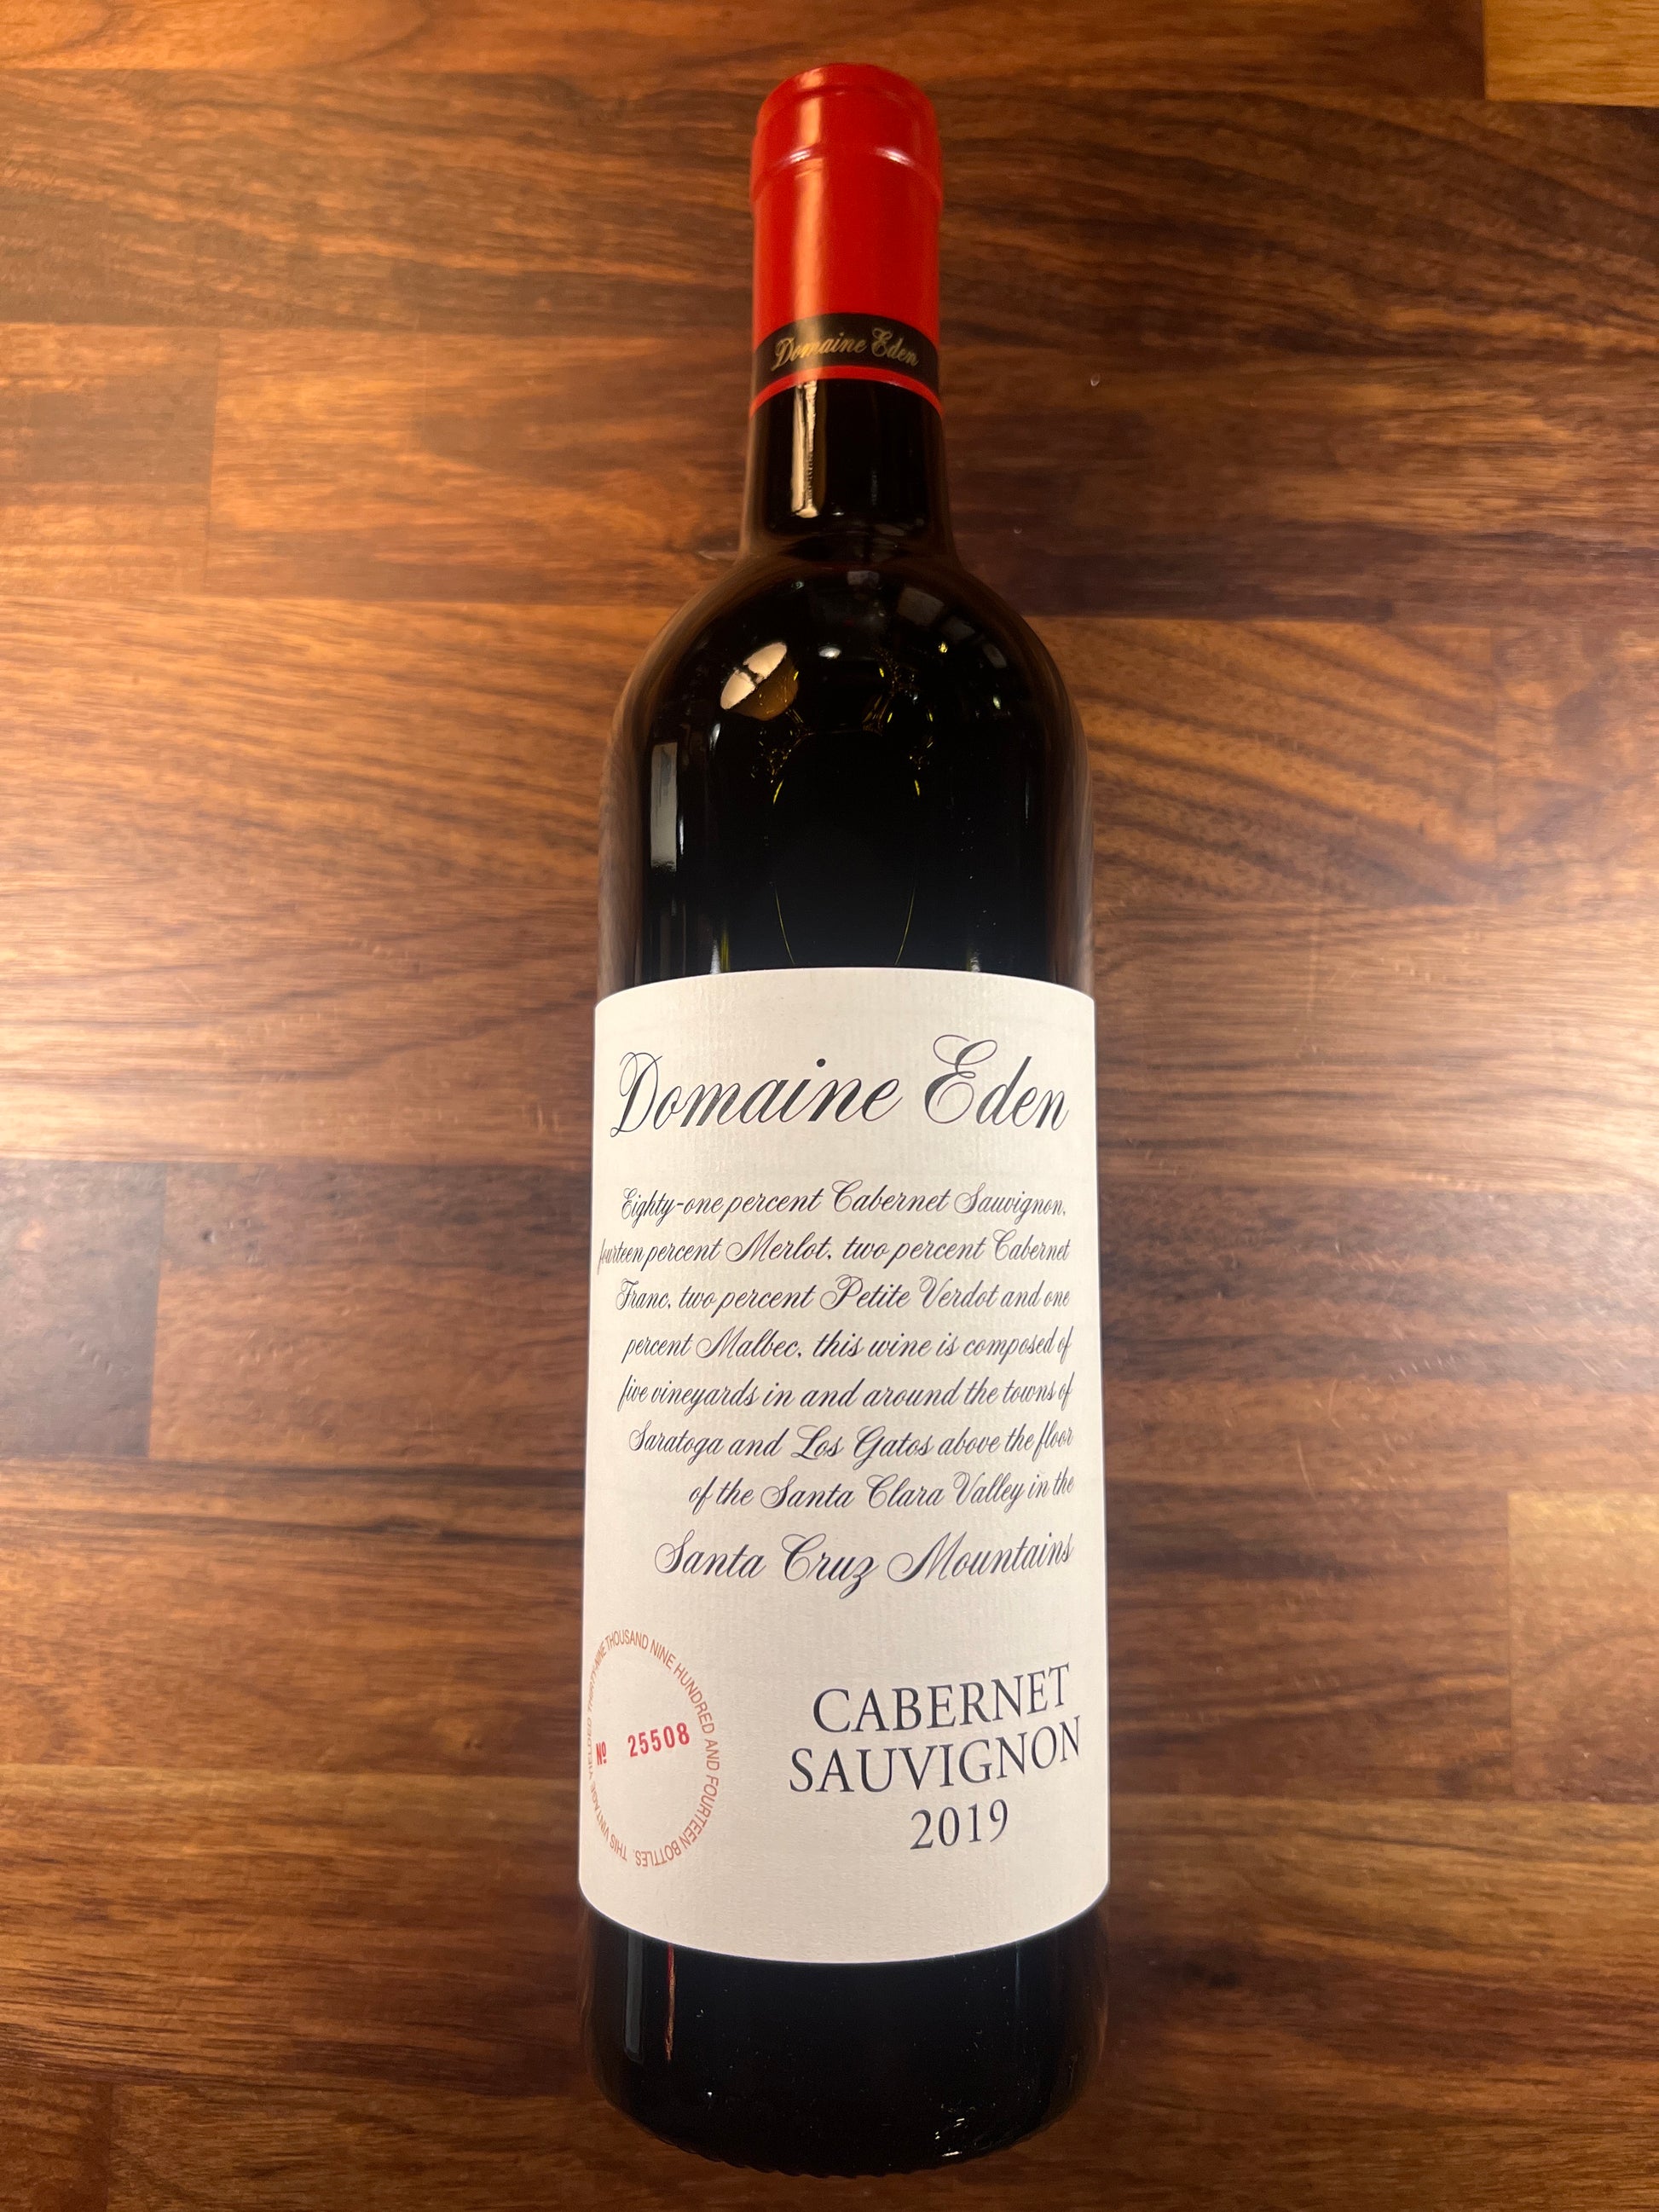 Domaine Eden
Domaine Eden
Eighty-one percent Cabernet Sauvignon,
fourteen percent Merlot, two percent Cabernet
Franc, two percent Petite Verdot and one
percent Malbec, this wine is composed of
five vineyards in and around the towns of
Saratoga and Los Gatos above the floor
of the Santa Clara Valley in the
Santa Cruz Mountains
THIS VINTAGE YIELDED THIRTY-NINE THOUSAND NINE HUNDRED AND FOURTEEN BOTTLES.
Nº 25508
CABERNET
SAUVIGNON
2019